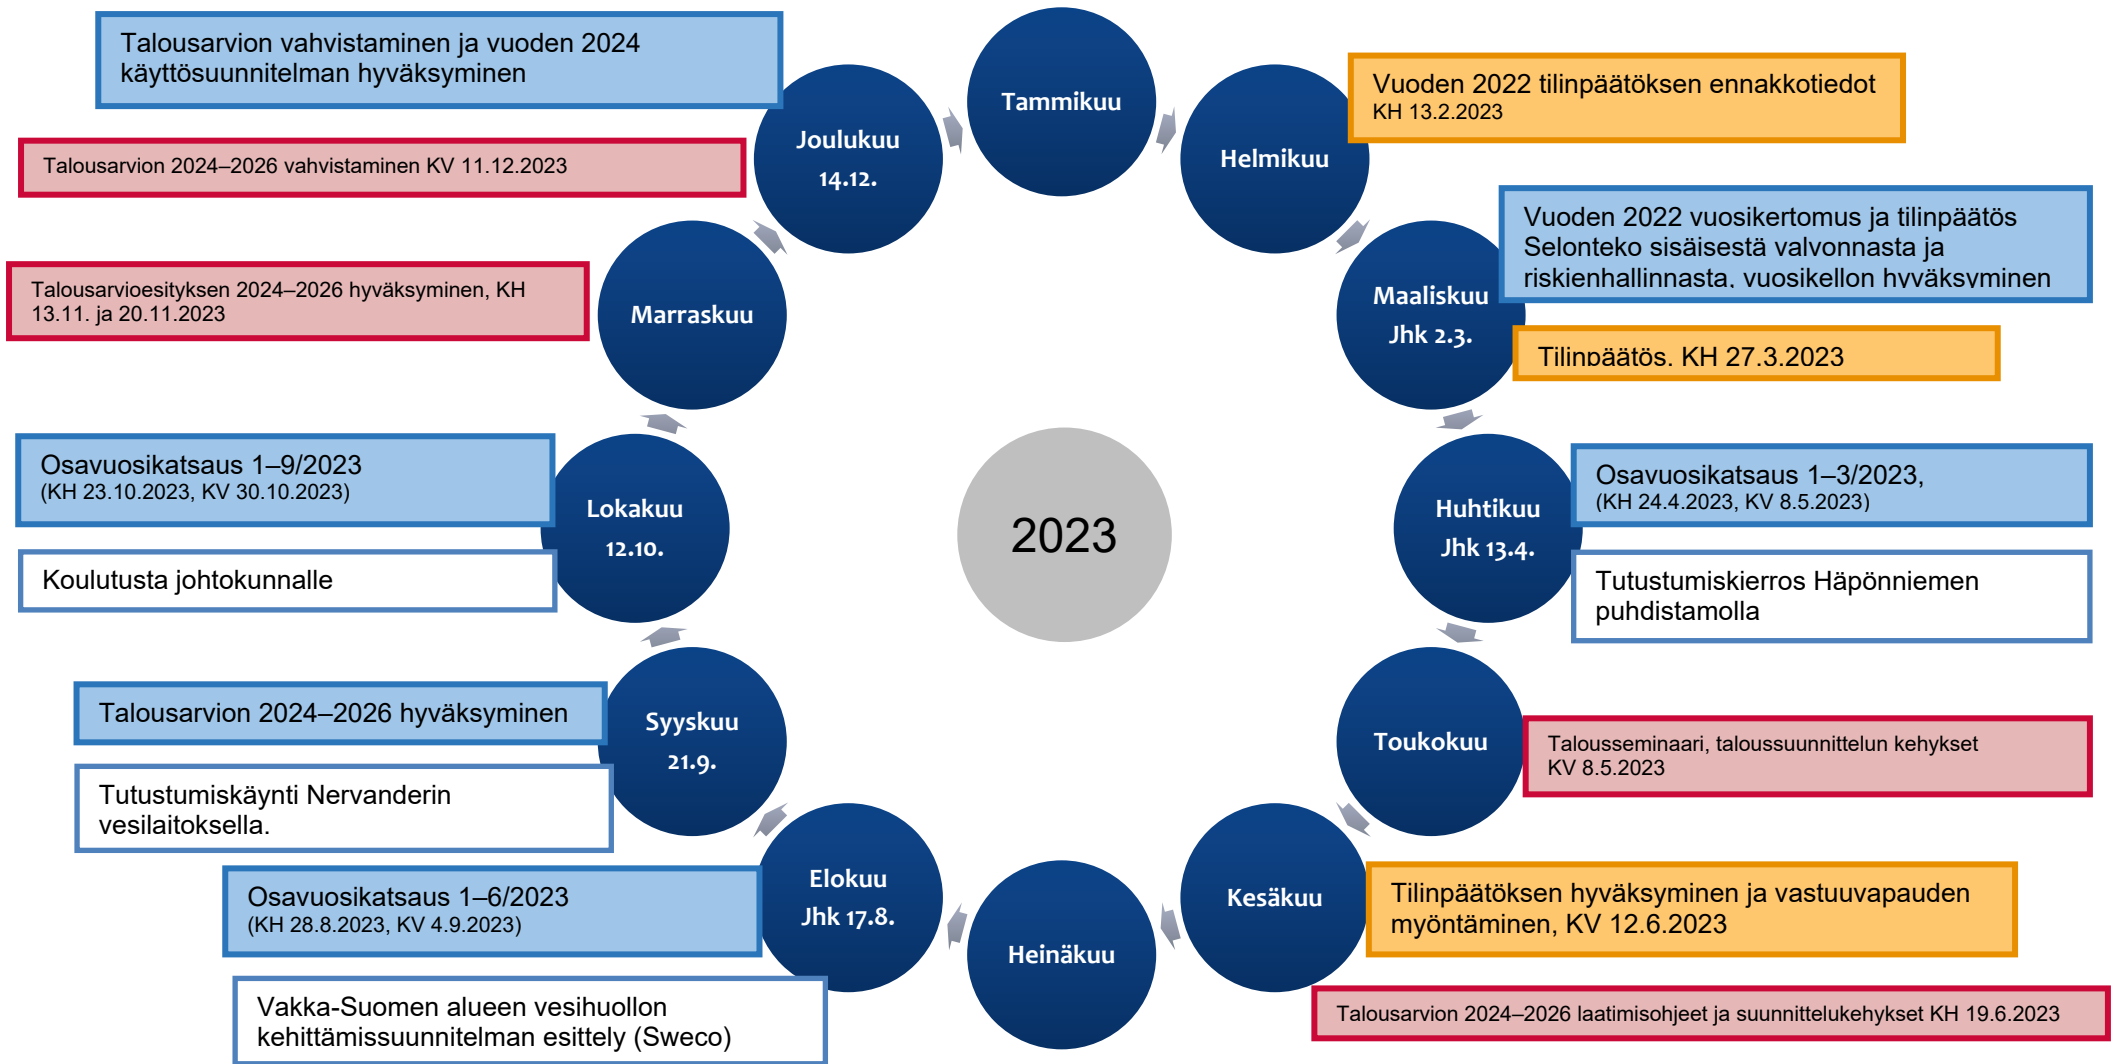 Tammikuu
Helmikuu
Vuoden 2022 tilinpäätöksen ennakkotiedot
KH 13.2.2023
Maaliskuu
Jhk 2.3.
Vuoden 2022 vuosikertomus ja tilinpäätös
Selonteko sisäisestä valvonnasta ja
riskienhallinnasta, vuosikellon hyväksyminen
Tilinpäätös, KH 27.3.2023
Huhtikuu
Jhk 13.4.
Osavuosikatsaus 1–3/2023,
(KH 24.4.2023, KV 8.5.2023)
Tutustumiskierros Häpönniemen
puhdistamolla
Toukokuu
Talousseminaari, taloussuunnittelun kehykset
KV 8.5.2023
Kesäkuu
Tilinpäätöksen hyväksyminen ja vastuuvapauden
myöntäminen, KV 12.6.2023
Talousarvion 2024–2026 laatimisohjeet ja suunnittelukehykset KH 19.6.2023
Heinäkuu
Elokuu
Jhk 17.8.
Osavuosikatsaus 1–6/2023
(KH 28.8.2023, KV 4.9.2023)
Vakka-Suomen alueen vesihuollon
kehittämissuunnitelman esittely (Sweco)
Syyskuu
21.9.
Talousarvion 2024–2026 hyväksyminen
Tutustumiskäynti Nervanderin
vesilaitoksella.
Lokakuu
12.10.
Osavuosikatsaus 1–9/2023
(KH 23.10.2023, KV 30.10.2023)
Koulutusta johtokunnalle
Marraskuu
Talousarvioesityksen 2024–2026 hyväksyminen, KH
13.11. ja 20.11.2023
Joulukuu
14.12.
Talousarvion vahvistaminen ja vuoden 2024
käyttösuunnitelman hyväksyminen
Talousarvion 2024–2026 vahvistaminen KV 11.12.2023
2023